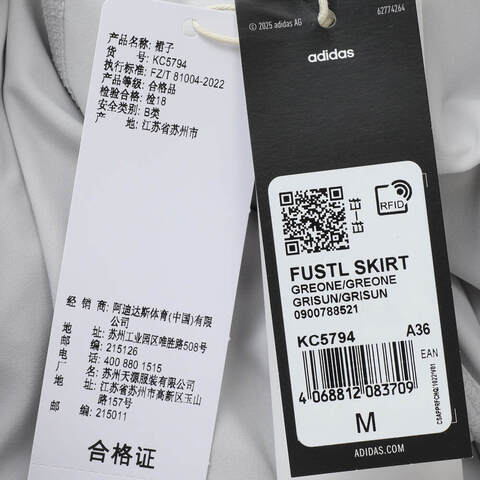 产品名称: 裙子
货 号: KC5794
执行标准: FZ/T 81004-2022
产品等级: 合格品
检验合格: 检18
安全类别: B类
产 地: 江苏省苏州市
经 销 商: 阿迪达斯体育(中国)有限
公司
地 址: 苏州工业园区唯胜路508号
邮 编: 215126
电 话: 400 880 1515
厂 名: 苏州天源服装有限公司
地 址: 江苏省苏州市高新区玉山
路157号
邮 编: 215011
合格证
©2025 adidas AG
62774264
adidas
RFID
FUSTL SKIRT
GREONE/GREONE
GRISUN/GRISUN
0900788521
KC5794 A36
EAN
4 068812 083709
M
ADIDAS.COM